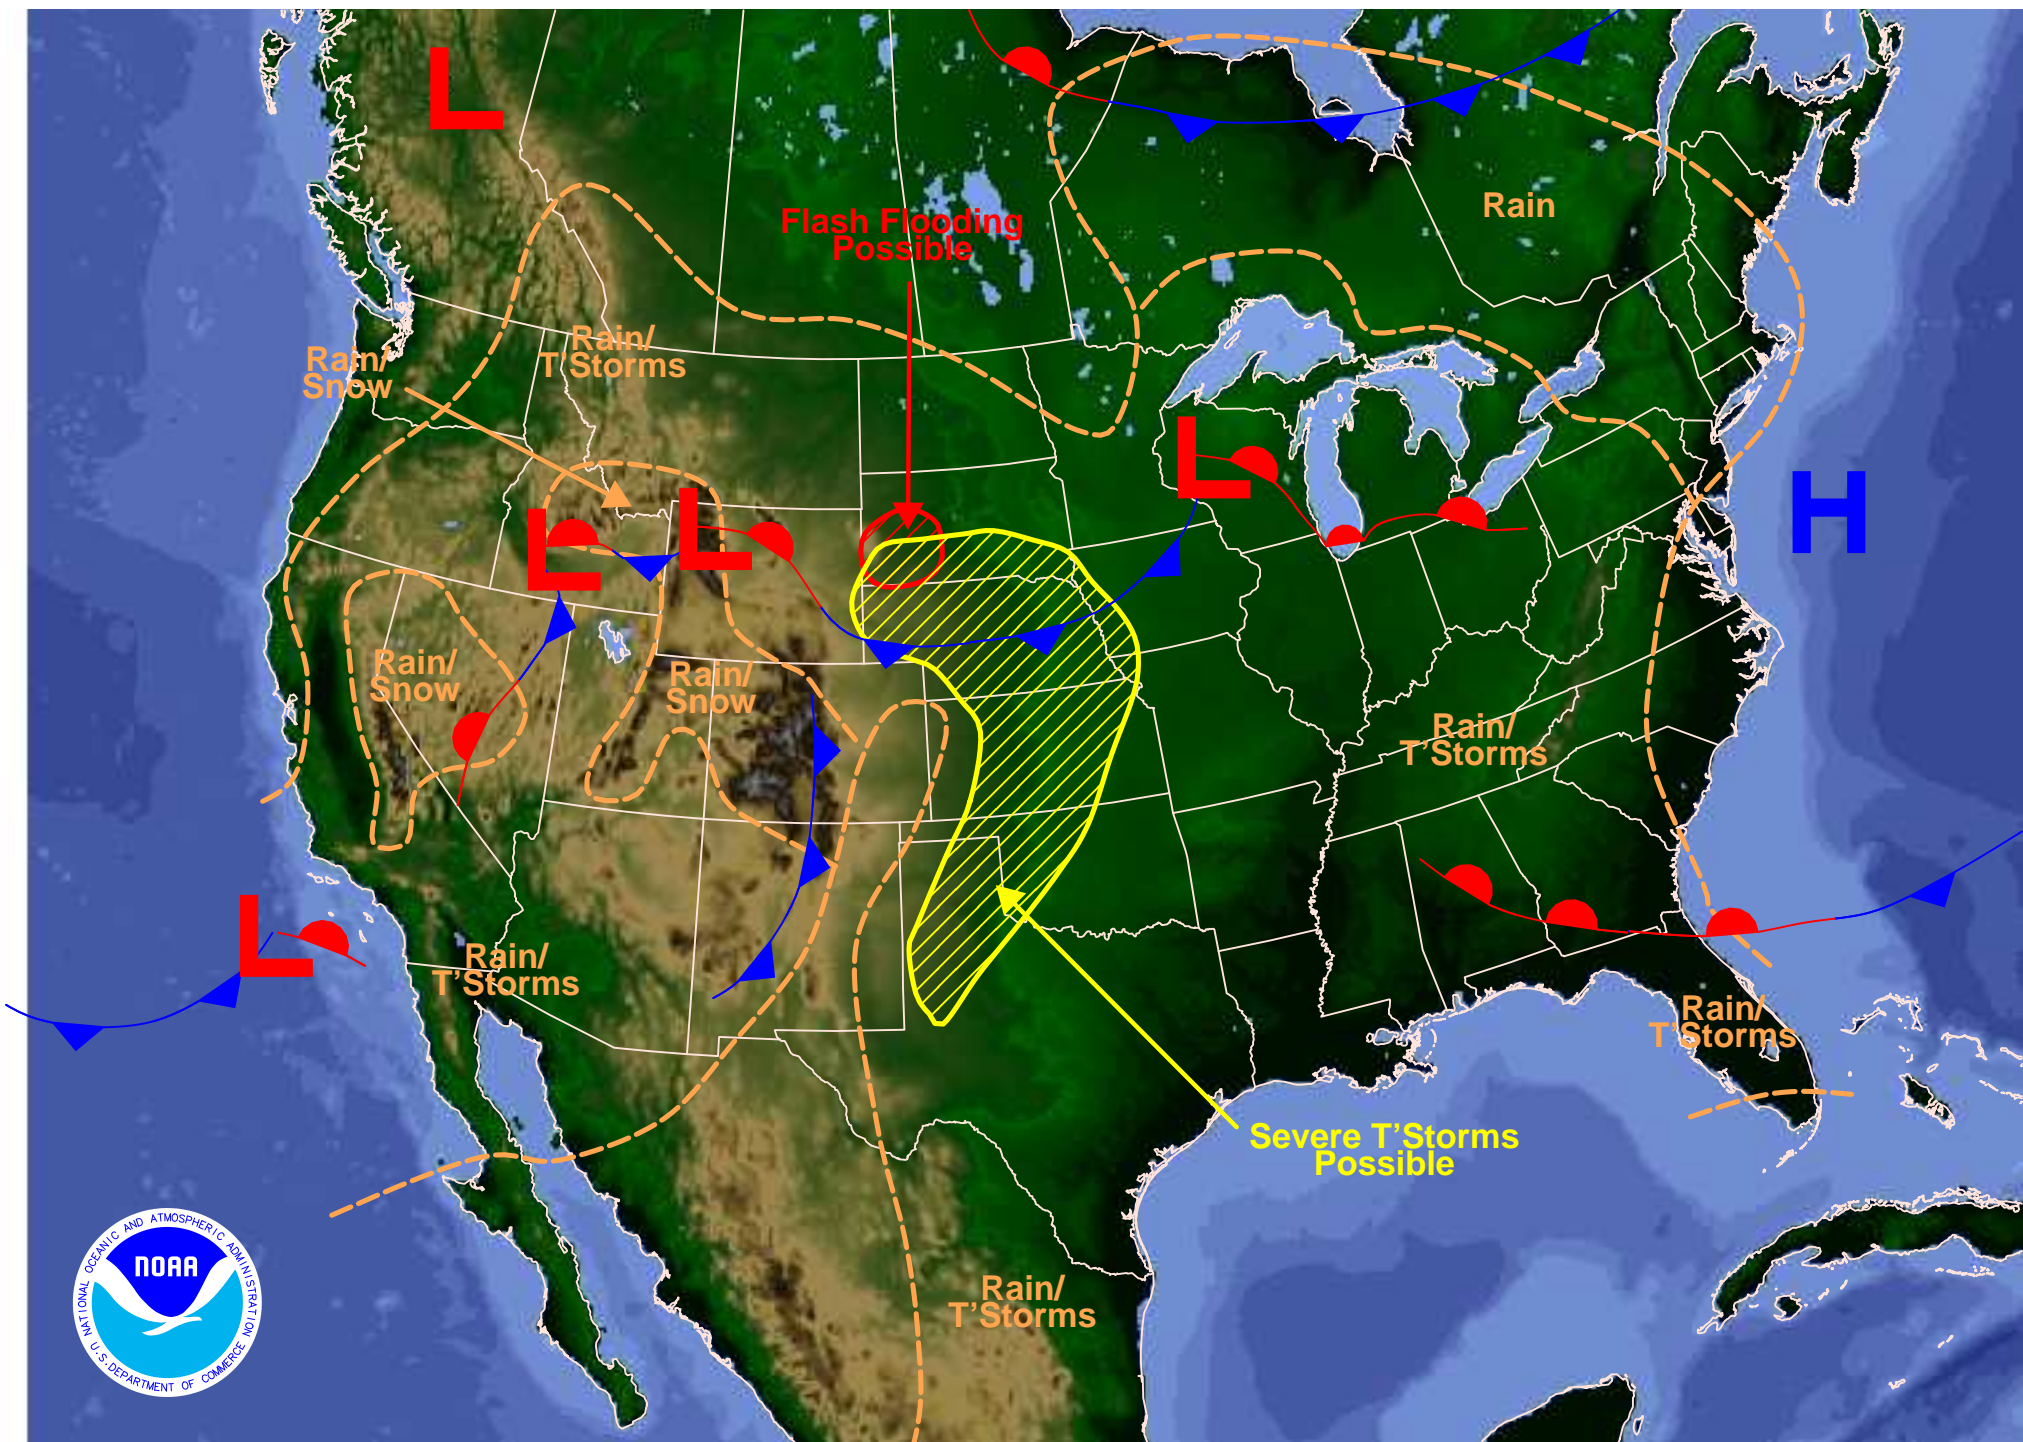 L
Flash Flooding
Possible
Rain
Rain/
T'Storms
Rain/
Snow
L
L
L
H
Rain/
Snow
Rain/
Snow
Rain/
T'Storms
L
Rain/
T'Storms
Rain/
T'Storms
Severe T'Storms
Possible
Rain/
T'Storms
NATIONAL OCEANIC AND ATMOSPHERIC ADMINISTRATION
NOAA
U.S. DEPARTMENT OF COMMERCE